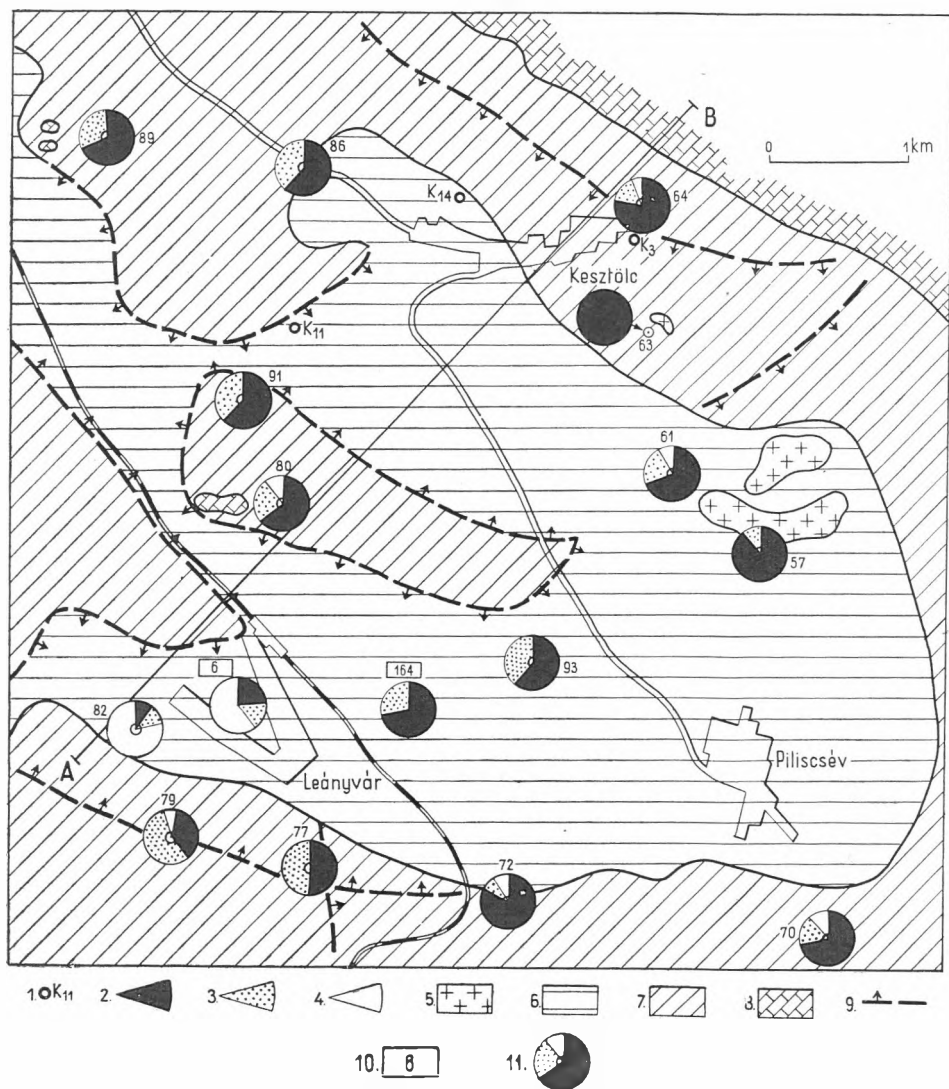 B
0 1km
89
86
K14
64
K3
Kesztölc
63
K11
91
61
80
57
6
164
93
82
A
Leányvár
Piliscsév
79
77
72
70
1. K11 2. 3. 4. 5. 6. 7. 8. 9.
10. 6 11.